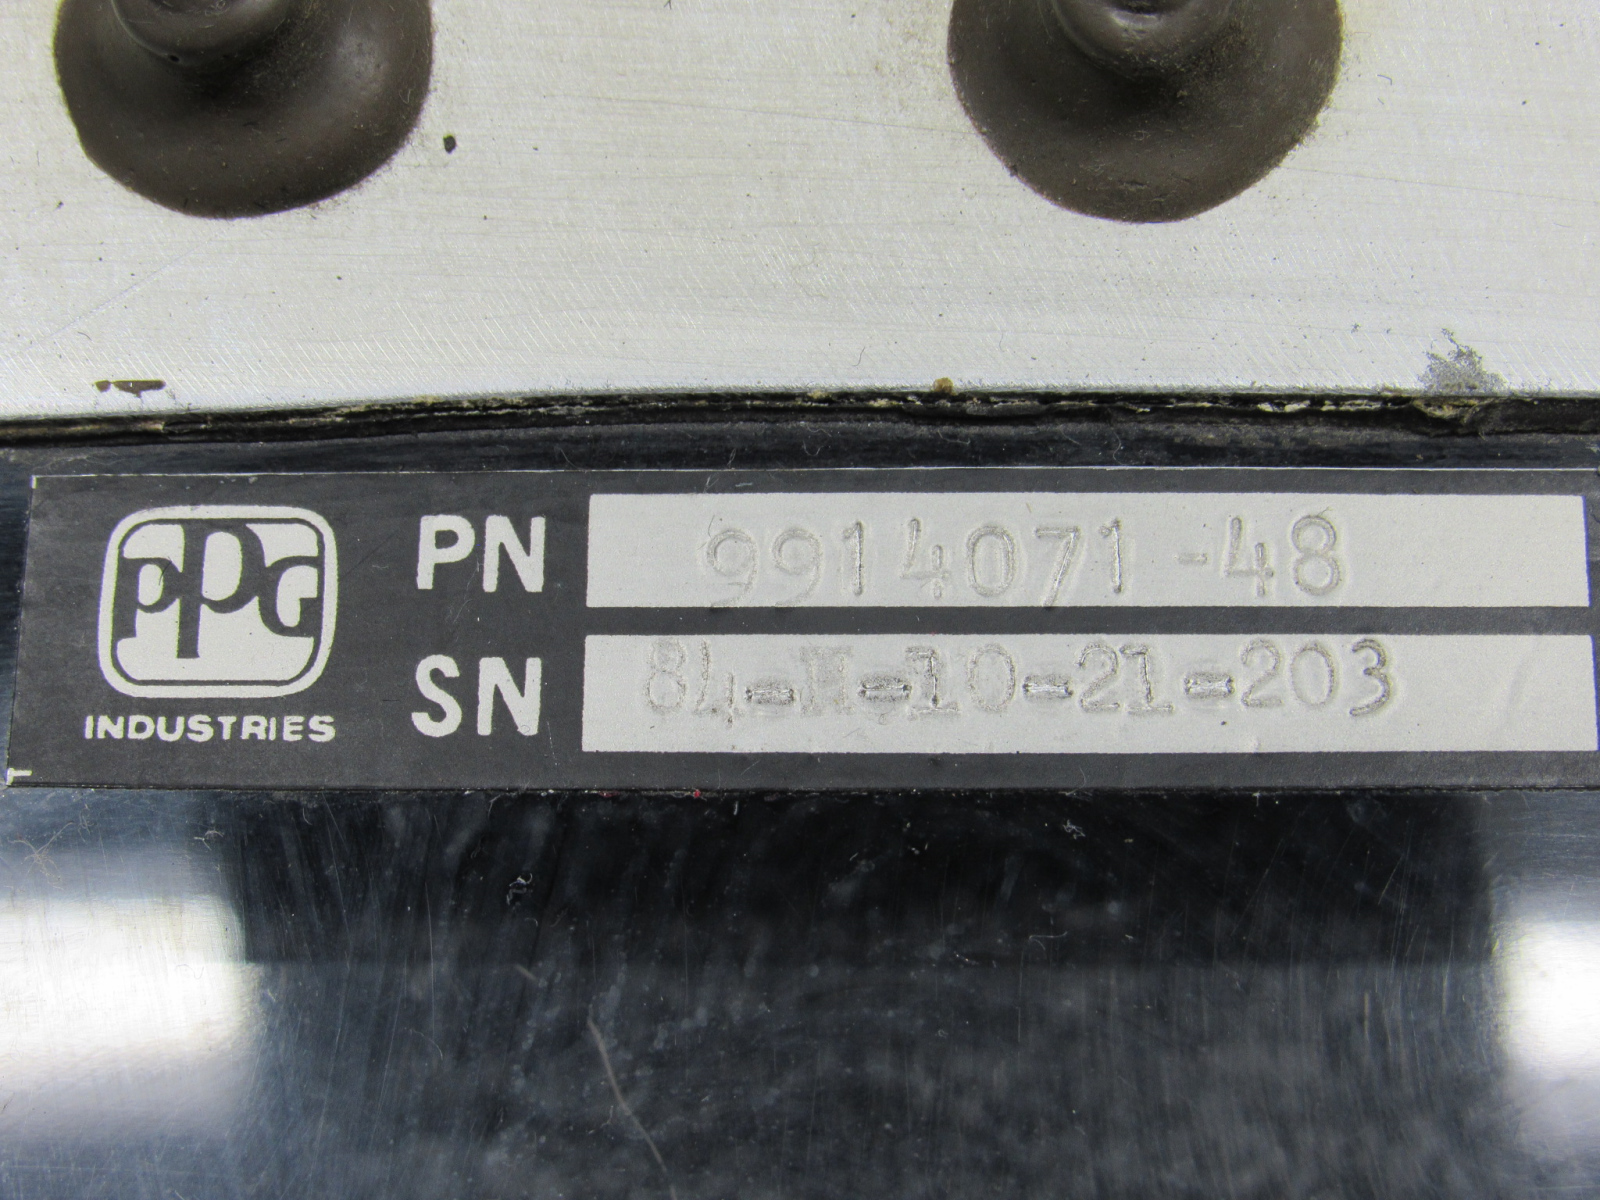 PPG
INDUSTRIES
PN 9914071-48
SN 84-H-10-21-203